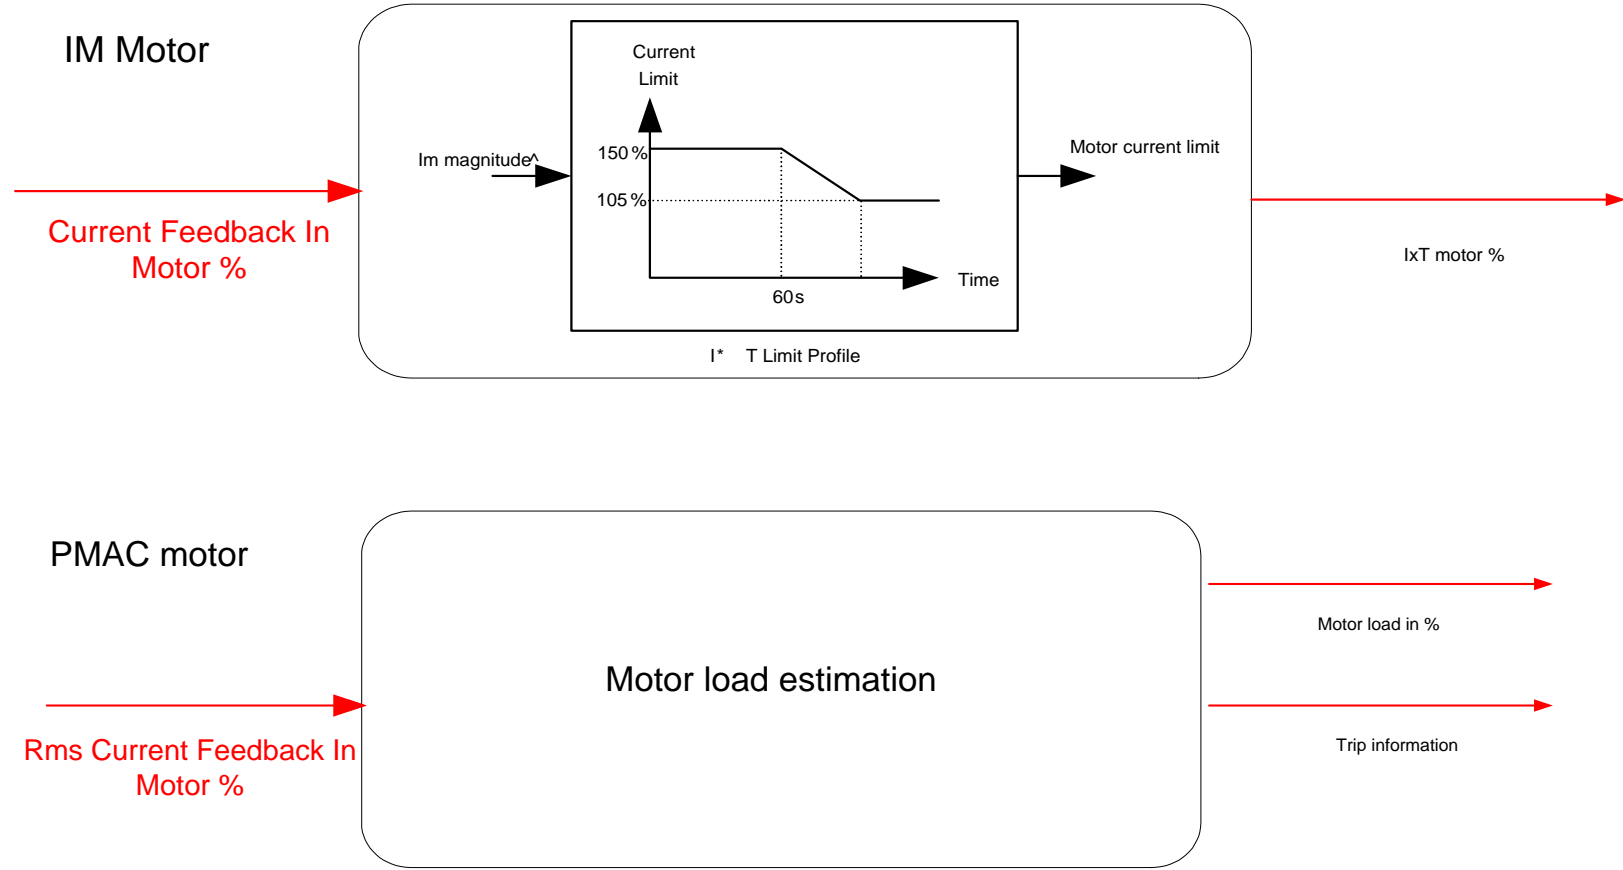 IM Motor
Current
Limit
150 %
105 %
Im magnitude^
Motor current limit
Current Feedback In
Motor %
IxT motor %
Time
60s
I* T Limit Profile
PMAC motor
Motor load in %
Motor load estimation
Rms Current Feedback In
Motor %
Trip information